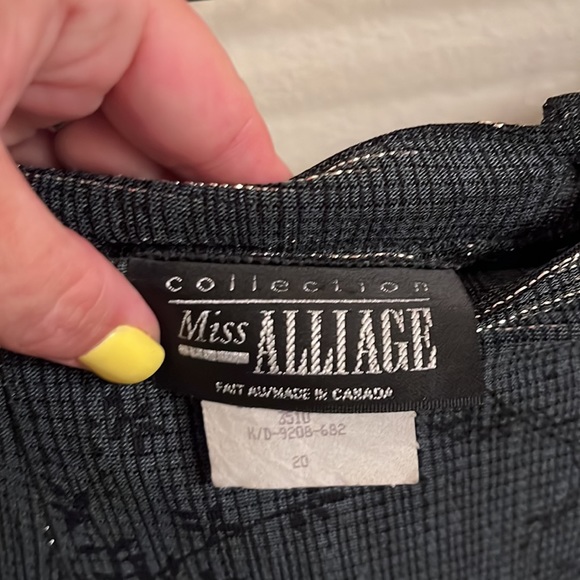 collection
Miss ALLIAGE
FAIT AU/MADE IN CANADA
3510
K/D-9208-682
20